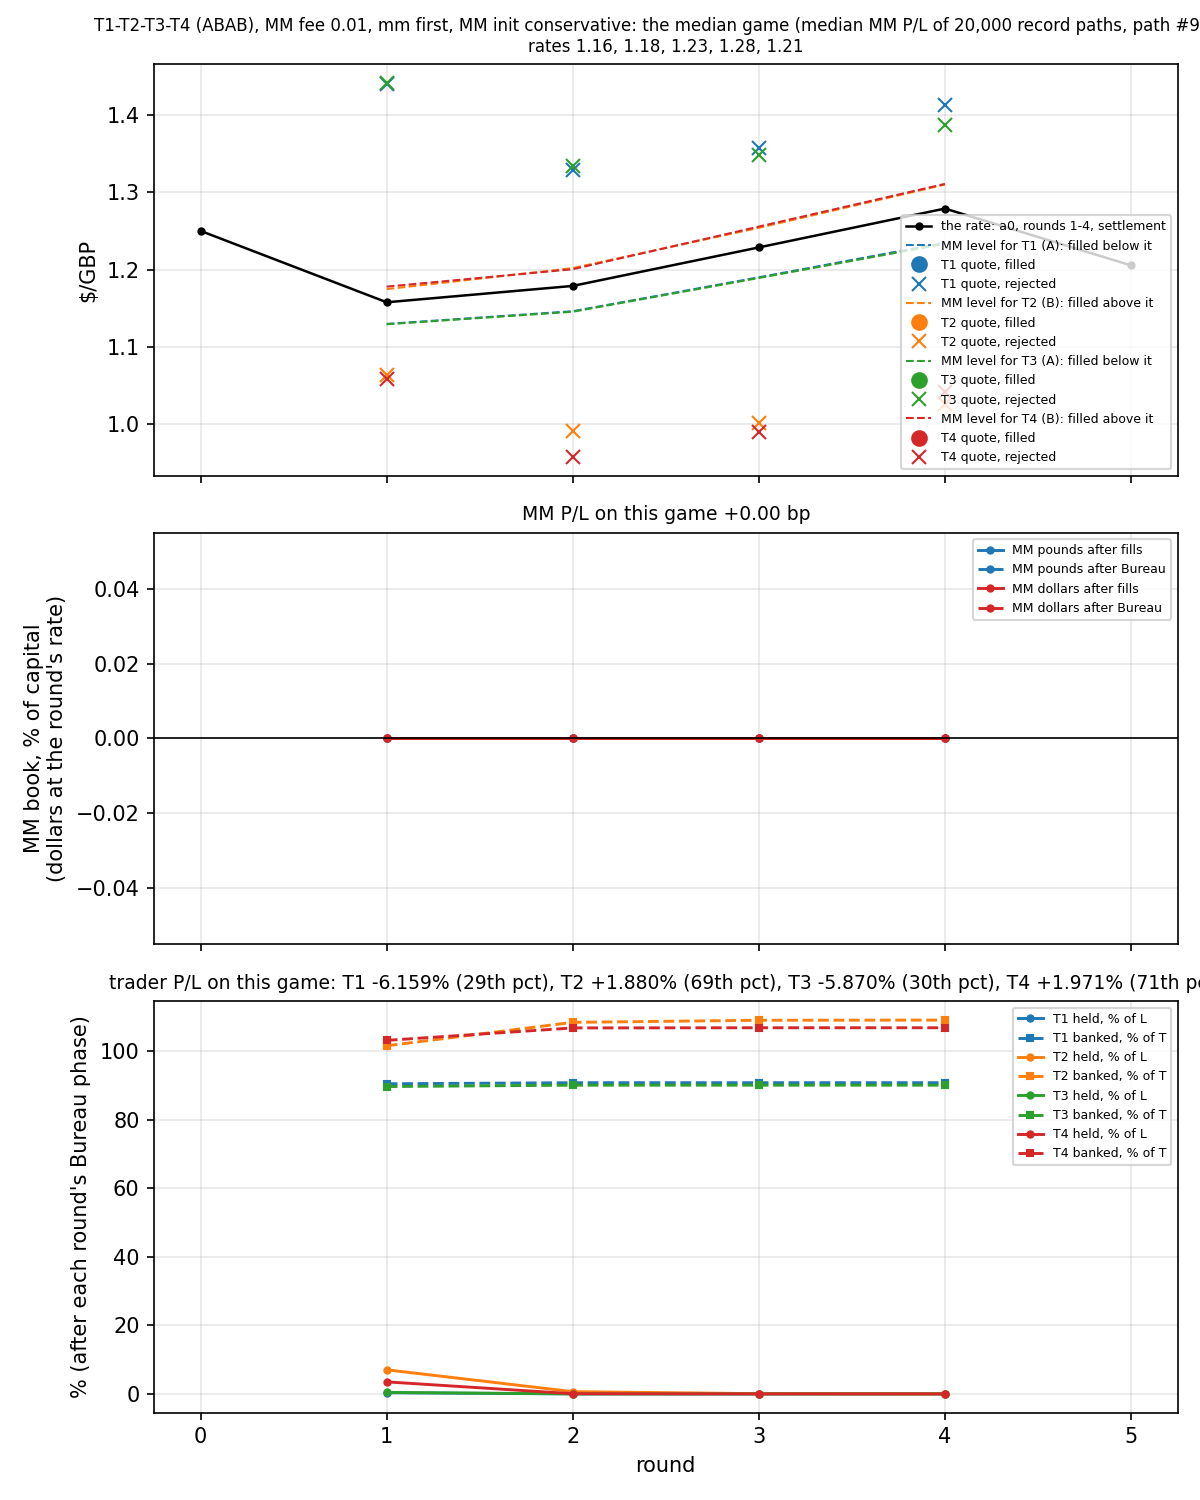 T1-T2-T3-T4 (ABAB), MM fee 0.01, mm first, MM init conservative: the median game (median MM P/L of 20,000 record paths, path #9
rates 1.16, 1.18, 1.23, 1.28, 1.21
1.4
1.3
1.2
1.1
1.0
$/GBP
the rate: a0, rounds 1-4, settlement
MM level for T1 (A): filled below it
T1 quote, filled
T1 quote, rejected
MM level for T2 (B): filled above it
T2 quote, filled
T2 quote, rejected
MM level for T3 (A): filled below it
T3 quote, filled
T3 quote, rejected
MM level for T4 (B): filled above it
T4 quote, filled
T4 quote, rejected
MM P/L on this game +0.00 bp
0.04
0.02
0.00
−0.02
−0.04
MM book, % of capital
(dollars at the round's rate)
MM pounds after fills
MM pounds after Bureau
MM dollars after fills
MM dollars after Bureau
trader P/L on this game: T1 -6.159% (29th pct), T2 +1.880% (69th pct), T3 -5.870% (30th pct), T4 +1.971% (71th
100
80
60
40
20
0
% (after each round's Bureau phase)
T1 held, % of L
T1 banked, % of T
T2 held, % of L
T2 banked, % of T
T3 held, % of L
T3 banked, % of T
T4 held, % of L
T4 banked, % of T
0 1 2 3 4 5
round